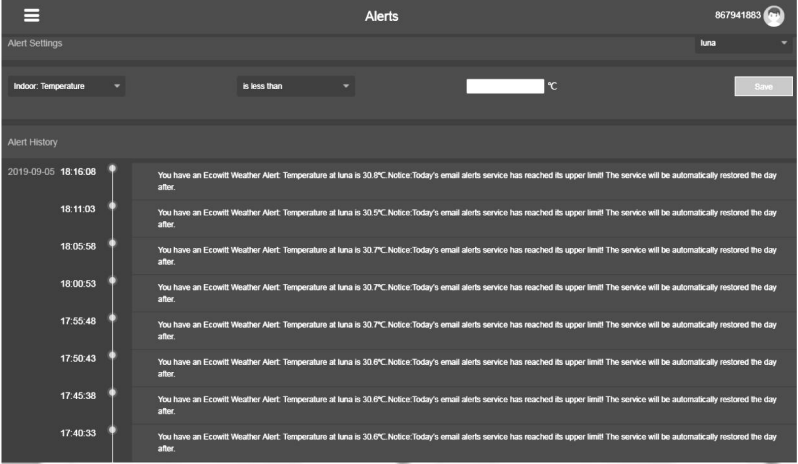 Alerts
867941883
Alert Settings
luna
Indoor: Temperature
is less than
℃
Save
Alert History
2019-09-05 18:16:08
You have an Ecowitt Weather Alert: Temperature at luna is 30.8℃.Notice:Today's email alerts service has reached its upper limit! The service will be automatically restored the day
after.
18:11:03
You have an Ecowitt Weather Alert: Temperature at luna is 30.5℃.Notice:Today's email alerts service has reached its upper limit! The service will be automatically restored the day
after.
18:05:58
You have an Ecowitt Weather Alert: Temperature at luna is 30.7℃.Notice:Today's email alerts service has reached its upper limit! The service will be automatically restored the day
after.
18:00:53
You have an Ecowitt Weather Alert: Temperature at luna is 30.7℃.Notice:Today's email alerts service has reached its upper limit! The service will be automatically restored the day
after.
17:55:48
You have an Ecowitt Weather Alert: Temperature at luna is 30.7℃.Notice:Today's email alerts service has reached its upper limit! The service will be automatically restored the day
after.
17:50:43
You have an Ecowitt Weather Alert: Temperature at luna is 30.6℃.Notice:Today's email alerts service has reached its upper limit! The service will be automatically restored the day
after.
17:45:38
You have an Ecowitt Weather Alert: Temperature at luna is 30.6℃.Notice:Today's email alerts service has reached its upper limit! The service will be automatically restored the day
after.
17:40:33
You have an Ecowitt Weather Alert: Temperature at luna is 30.6℃.Notice:Today's email alerts service has reached its upper limit! The service will be automatically restored the day
after.